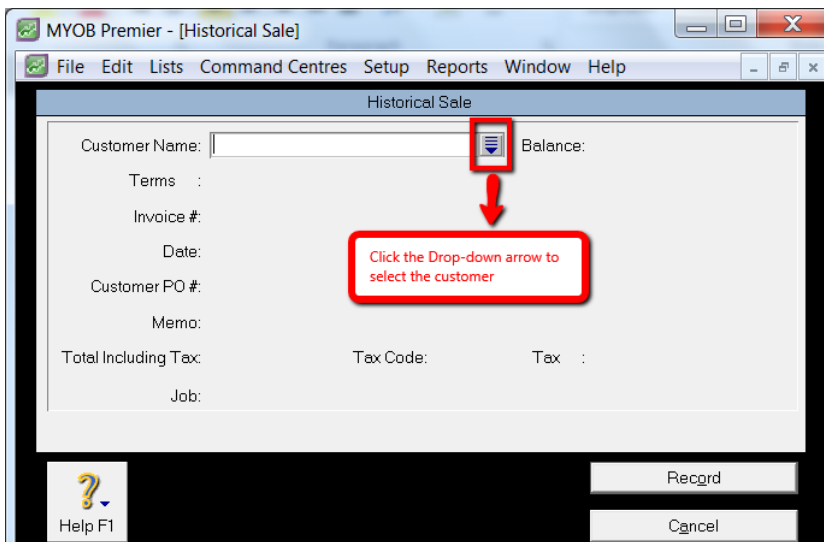 MYOB Premier - [Historical Sale]
File Edit Lists Command Centres Setup Reports Window Help
Historical Sale
Customer Name: Balance:
Terms :
Invoice #:
Date:
Click the Drop-down arrow to
select the customer
Customer PO #:
Memo:
Total Including Tax: Tax Code: Tax :
Job:
Record
Help F1
Cancel